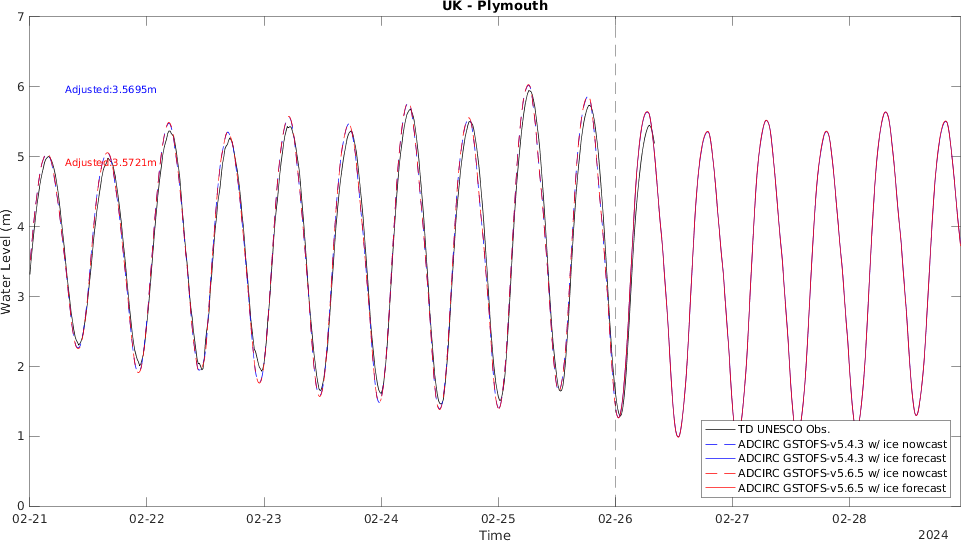 UK - Plymouth
7
6
5
4
3
2
1
0
Water Level (m)
Adjusted:3.5695m
Adjusted:3.5721m
TD UNESCO Obs.
ADCIRC GSTOFS-v5.4.3 w/ ice nowcast
ADCIRC GSTOFS-v5.4.3 w/ ice forecast
ADCIRC GSTOFS-v5.6.5 w/ ice nowcast
ADCIRC GSTOFS-v5.6.5 w/ ice forecast
02-21 02-22 02-23 02-24 02-25 02-26 02-27 02-28
Time
2024